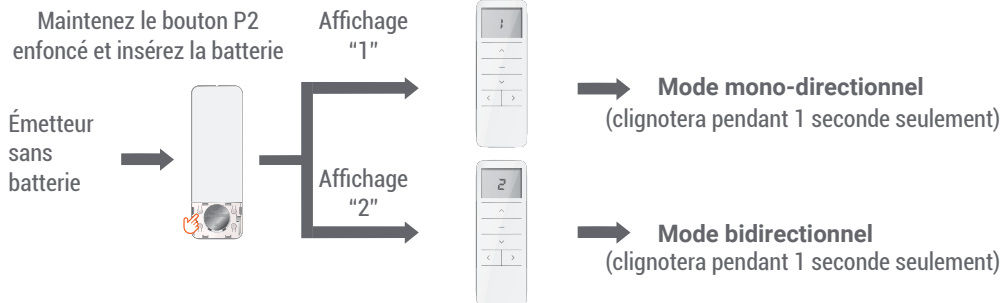 Maintenez le bouton P2
enfoncé et insérez la batterie
Émetteur
sans
batterie
Affichage
“1”
1
Mode mono-directionnel
(clignotera pendant 1 seconde seulement)
Affichage
“2”
2
Mode bidirectionnel
(clignotera pendant 1 seconde seulement)